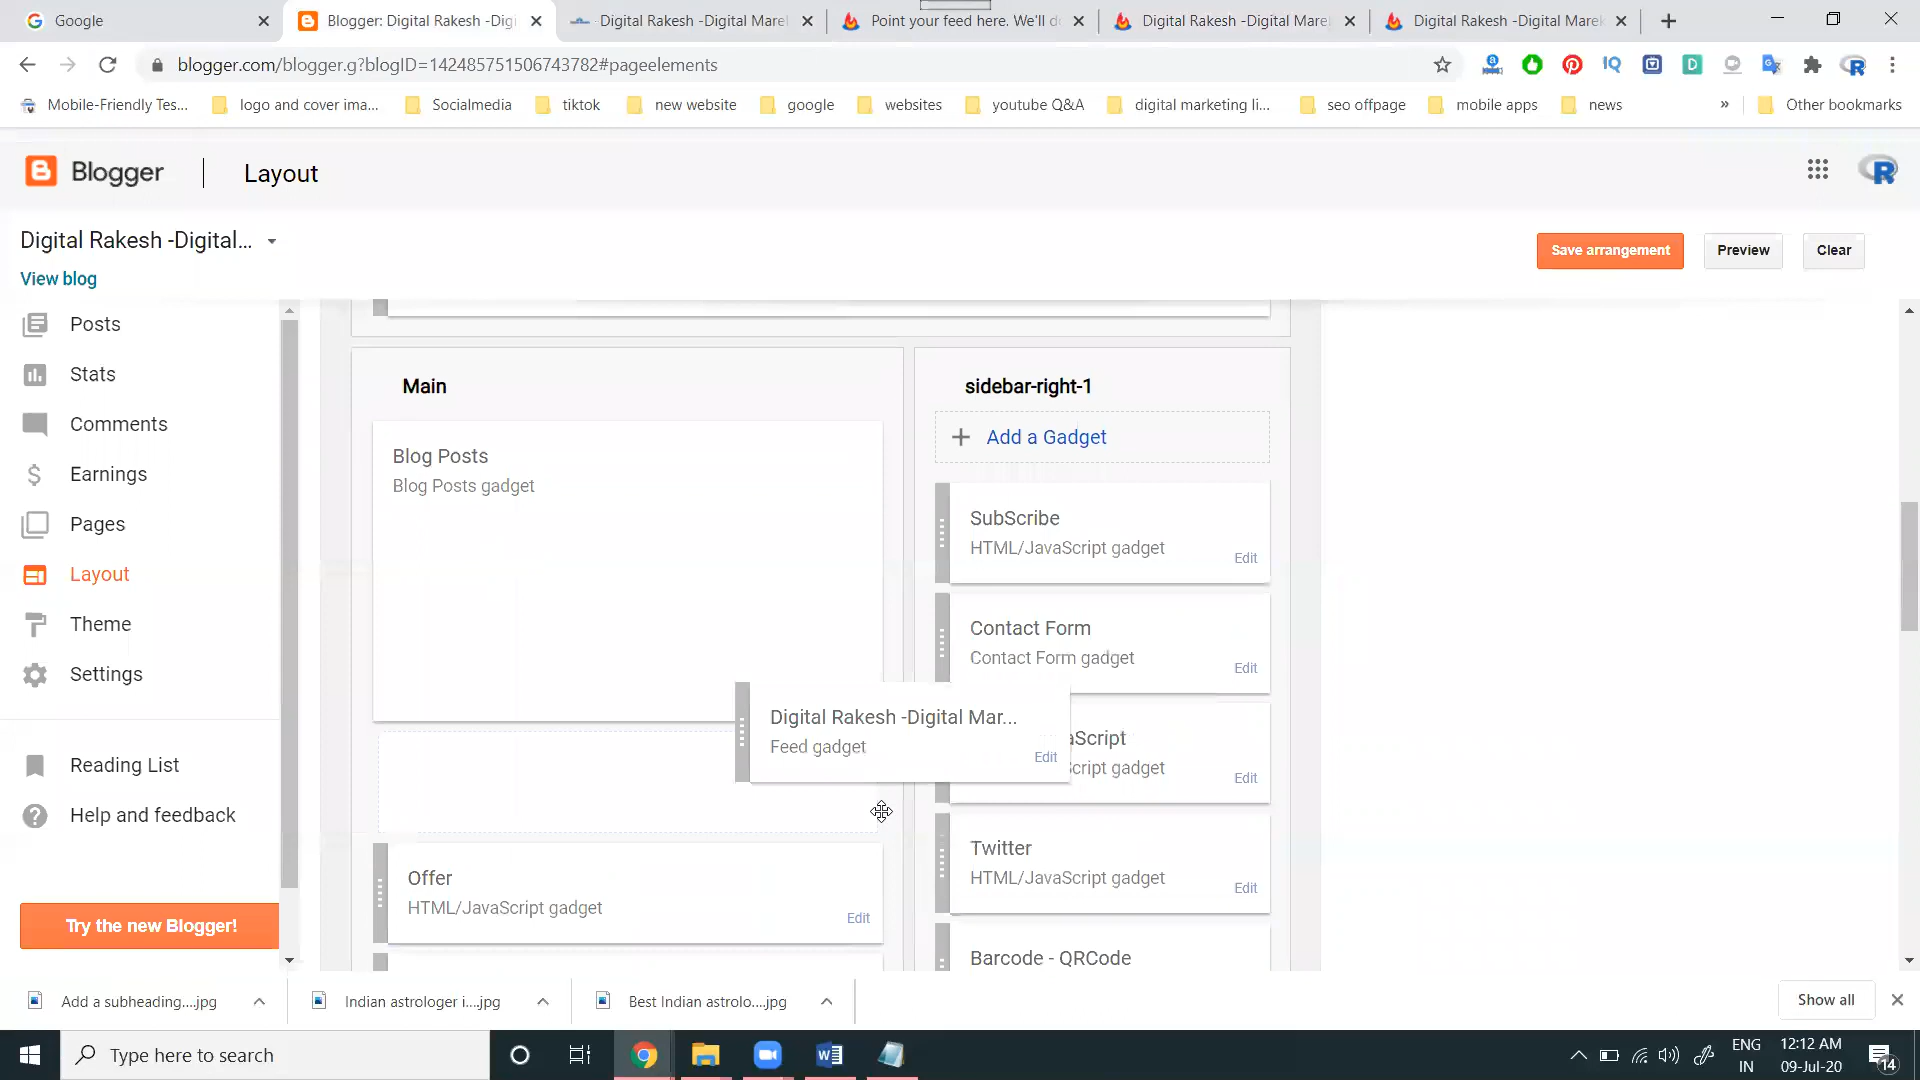 Google
Blogger: Digital Rakesh -Digi
Digital Rakesh -Digital Mare
Point your feed here. We'll d
Digital Rakesh -Digital Mare
Digital Rakesh -Digital Marek
blogger.com/blogger.g?blogID=142485751506743782#pageelements
Mobile-Friendly Tes...
logo and cover ima...
Socialmedia
tiktok
new website
google
websites
youtube Q&A
digital marketing li...
seo offpage
mobile apps
news
»
Other bookmarks
Blogger
Layout
Digital Rakesh -Digital...
View blog
Save arrangement
Preview
Clear
Posts
Stats
Comments
Earnings
Pages
Layout
Theme
Settings
Reading List
Help and feedback
Try the new Blogger!
Main
Blog Posts
Blog Posts gadget
Digital Rakesh -Digital Mar...
Feed gadget
Edit
Offer
HTML/JavaScript gadget
Edit
sidebar-right-1
Add a Gadget
SubScribe
HTML/JavaScript gadget
Edit
Contact Form
Contact Form gadget
Edit
aScript
Script gadget
Edit
Twitter
HTML/JavaScript gadget
Edit
Barcode - QRCode
Add a subheading....jpg
Indian astrologer i....jpg
Best Indian astrolo....jpg
Show all
Type here to search
ENG
IN
12:12 AM
09-Jul-20
14